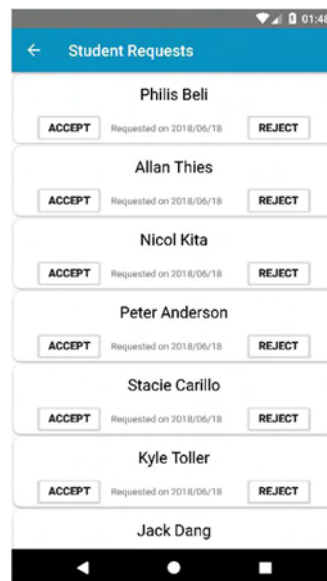 01:48
Student Requests
Philis Beli
ACCEPT Requested on 2018/06/18 REJECT
Allan Thies
ACCEPT Requested on 2018/06/18 REJECT
Nicol Kita
ACCEPT Requested on 2018/06/18 REJECT
Peter Anderson
ACCEPT Requested on 2018/06/18 REJECT
Stacie Carillo
ACCEPT Requested on 2018/06/18 REJECT
Kyle Toller
ACCEPT Requested on 2018/06/18 REJECT
Jack Dang